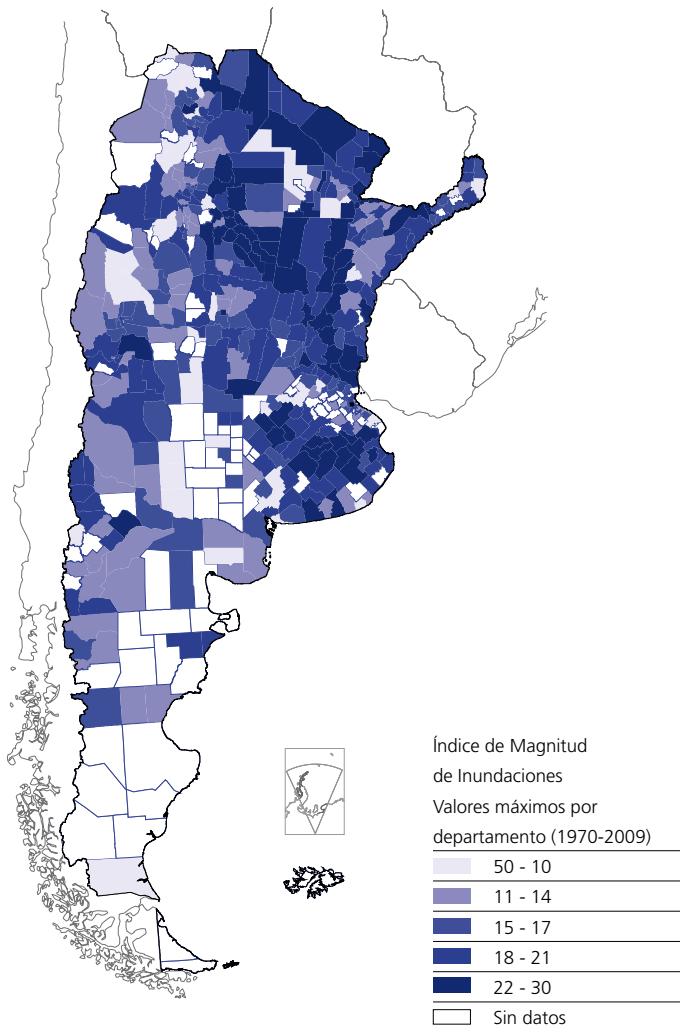 Índice de Magnitud
de Inundaciones
Valores máximos por
departamento (1970-2009)
50 - 10
11 - 14
15 - 17
18 - 21
22 - 30
Sin datos